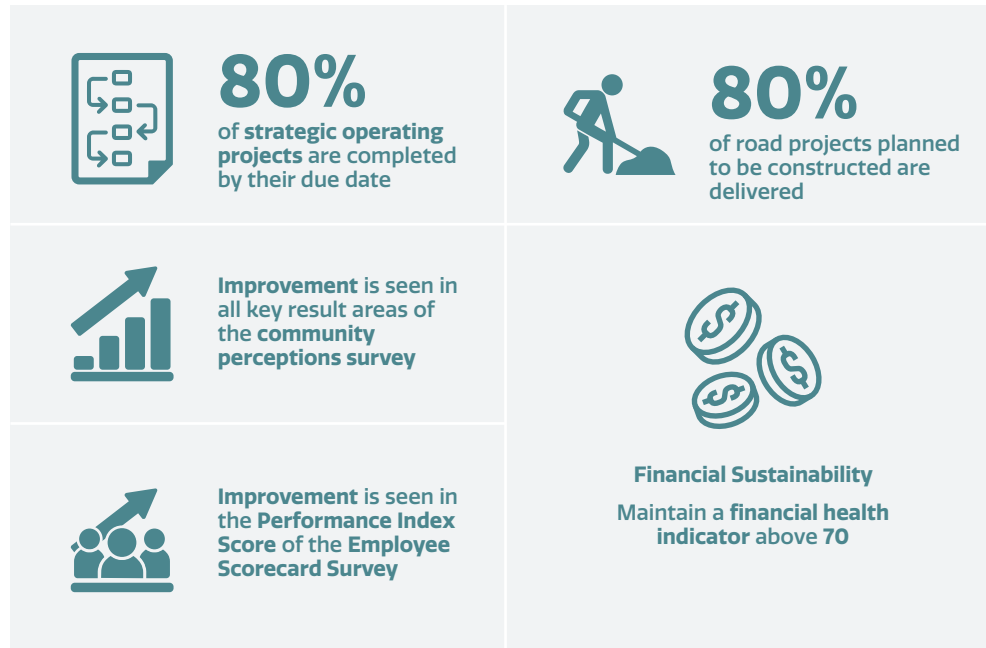 80%
of strategic operating
projects are completed
by their due date
80%
of road projects planned
to be constructed are
delivered
Improvement is seen in
all key result areas of
the community
perceptions survey
Financial Sustainability
Maintain a financial health
indicator above 70
Improvement is seen in
the Performance Index
Score of the Employee
Scorecard Survey